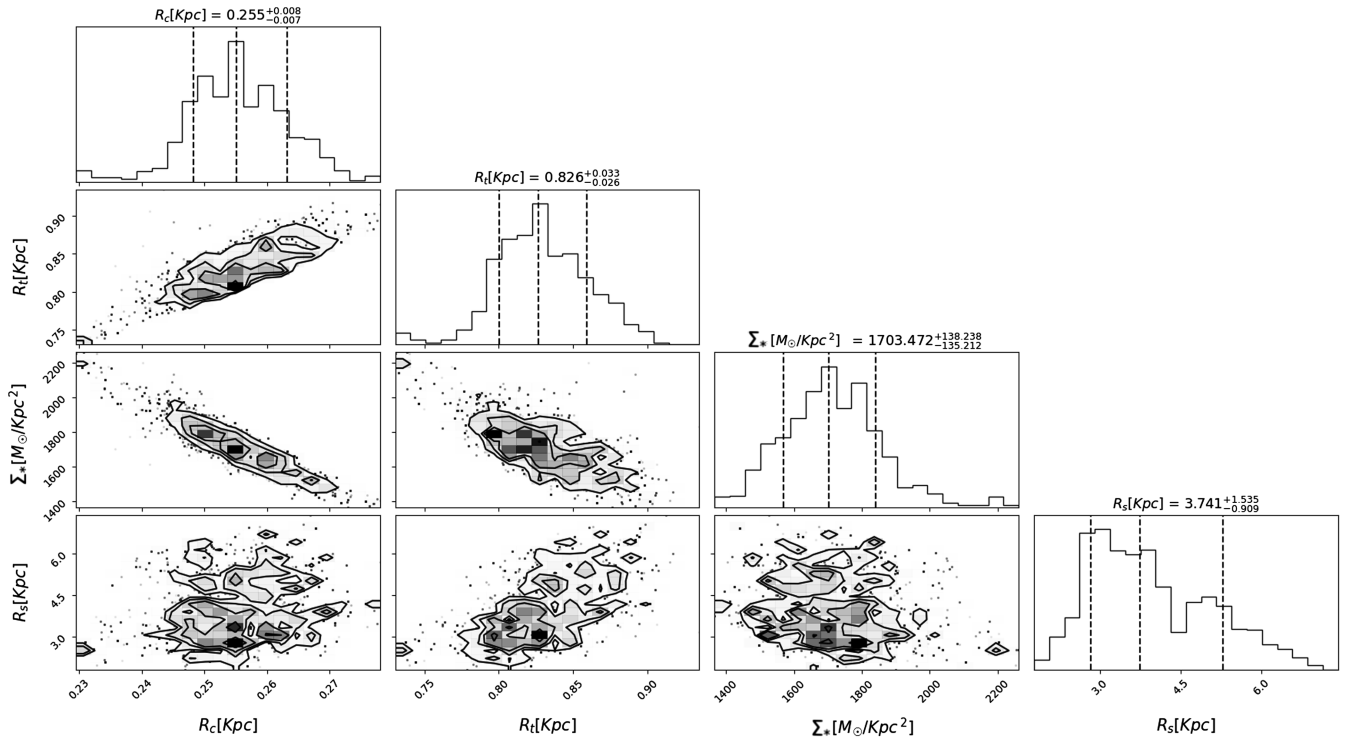 R_c[Kpc] = 0.255^{+0.008}_{-0.007}
R_t[Kpc] = 0.826^{+0.033}_{-0.026}
0.90
0.85
0.80
0.75
R_t[Kpc]
Σ_*[M_⊙/Kpc^2] = 1703.472^{+138.238}_{-135.212}
2200
2000
1800
1600
1400
Σ_*[M_⊙/Kpc^2]
R_s[Kpc] = 3.741^{+1.535}_{-0.909}
6.0
4.5
3.0
R_s[Kpc]
0.23 0.24 0.25 0.26 0.27
0.75 0.80 0.85 0.90
1400 1600 1800 2000 2200
3.0 4.5 6.0
R_c[Kpc]
R_t[Kpc]
Σ_*[M_⊙/Kpc^2]
R_s[Kpc]